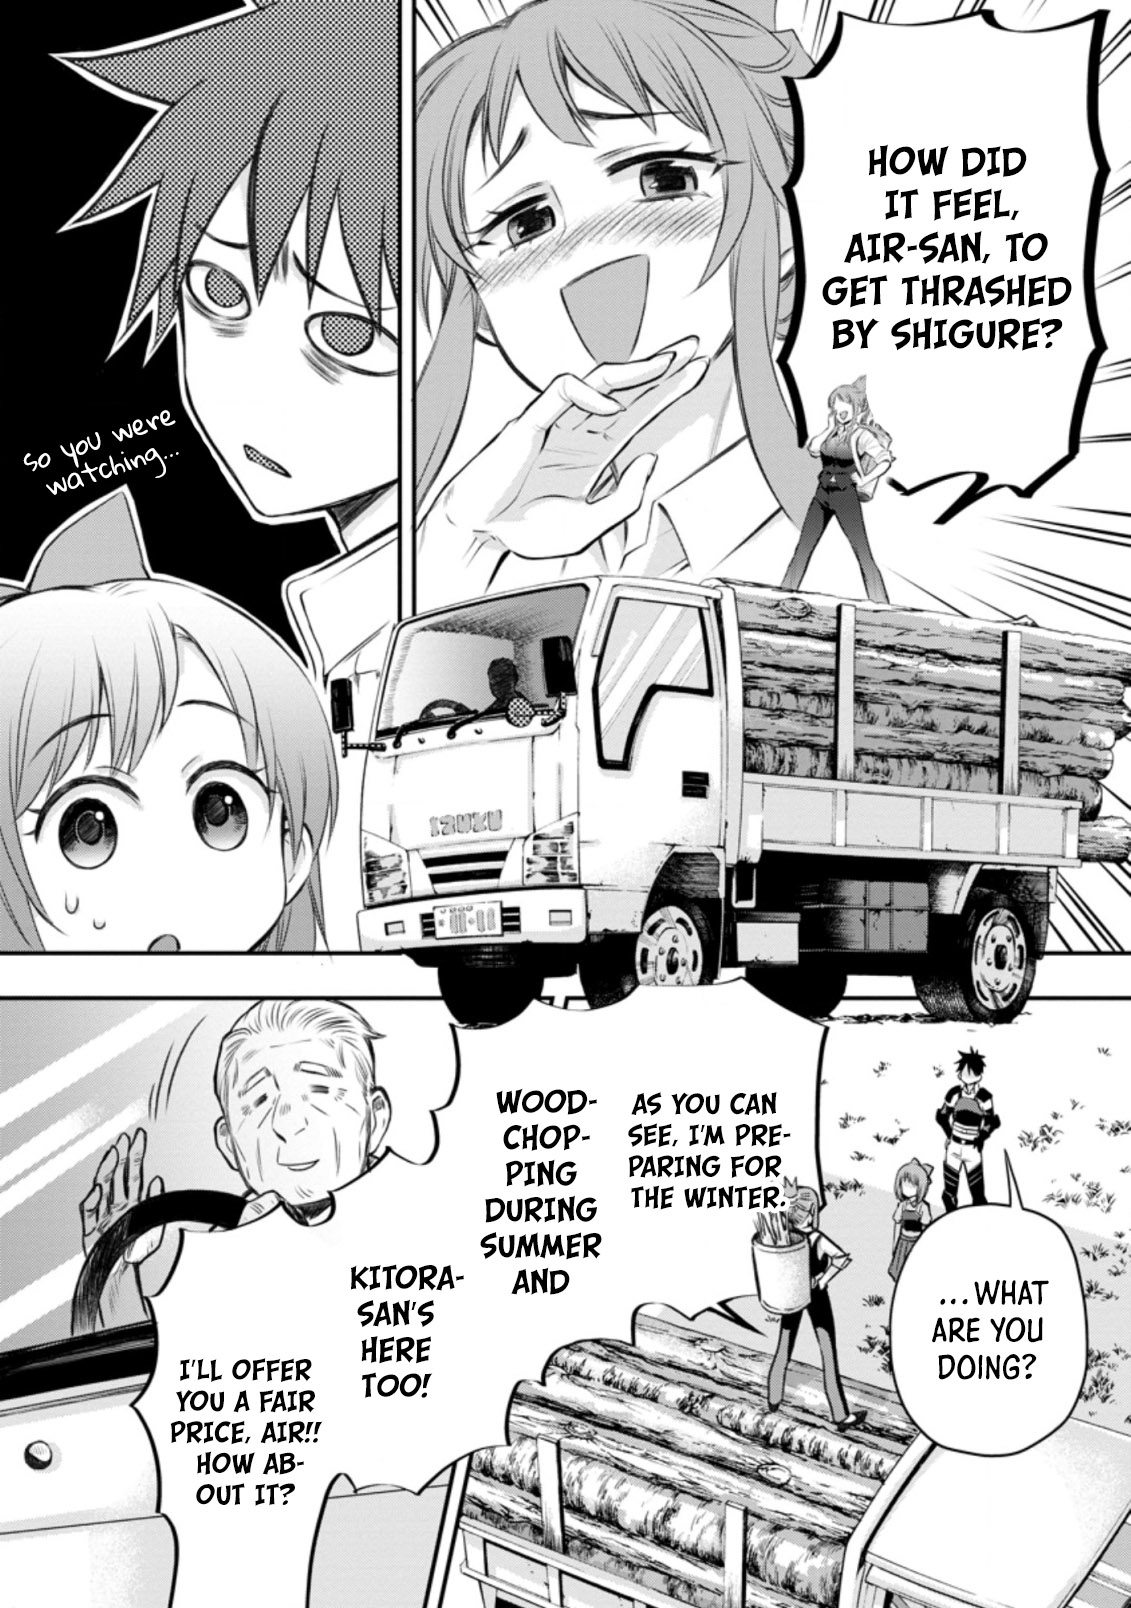 HOW DID
IT FEEL,
AIR-SAN, TO
GET THRASHED
BY SHIGURE?
so you were
watching...
IZUKU
...WHAT
ARE YOU
DOING?
AS YOU CAN
SEE, I'M PRE-
PARING FOR
THE WINTER.
WOOD-
CHOP-
PING
DURING
SUMMER
AND
KITORA-
SAN'S
HERE
TOO!
I'LL OFFER
YOU A FAIR
PRICE, AIR!!
HOW AB-
OUT IT?